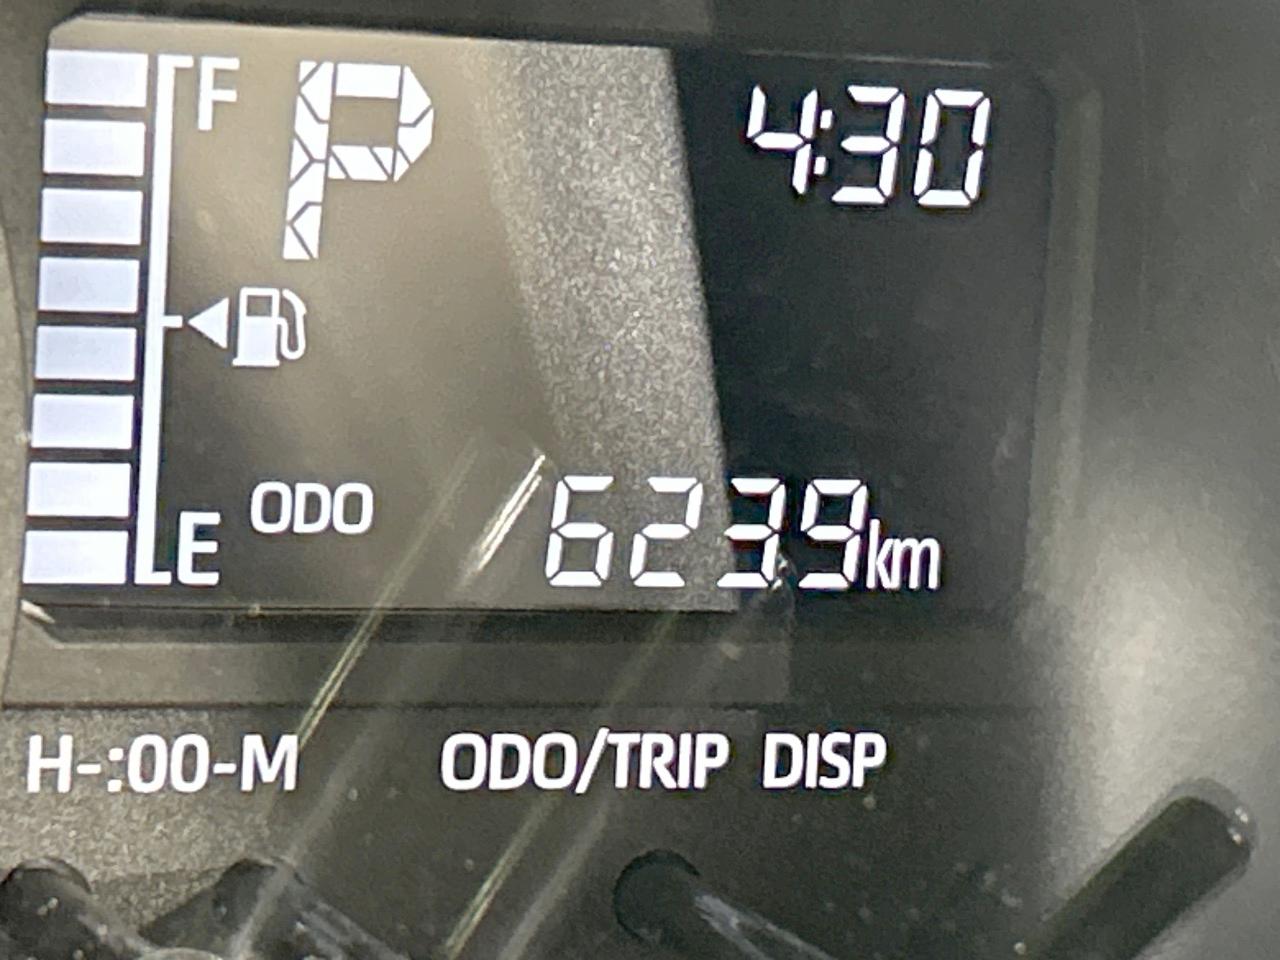 F P 4:30
E ODO 6239km
H-:00-M ODO/TRIP DISP